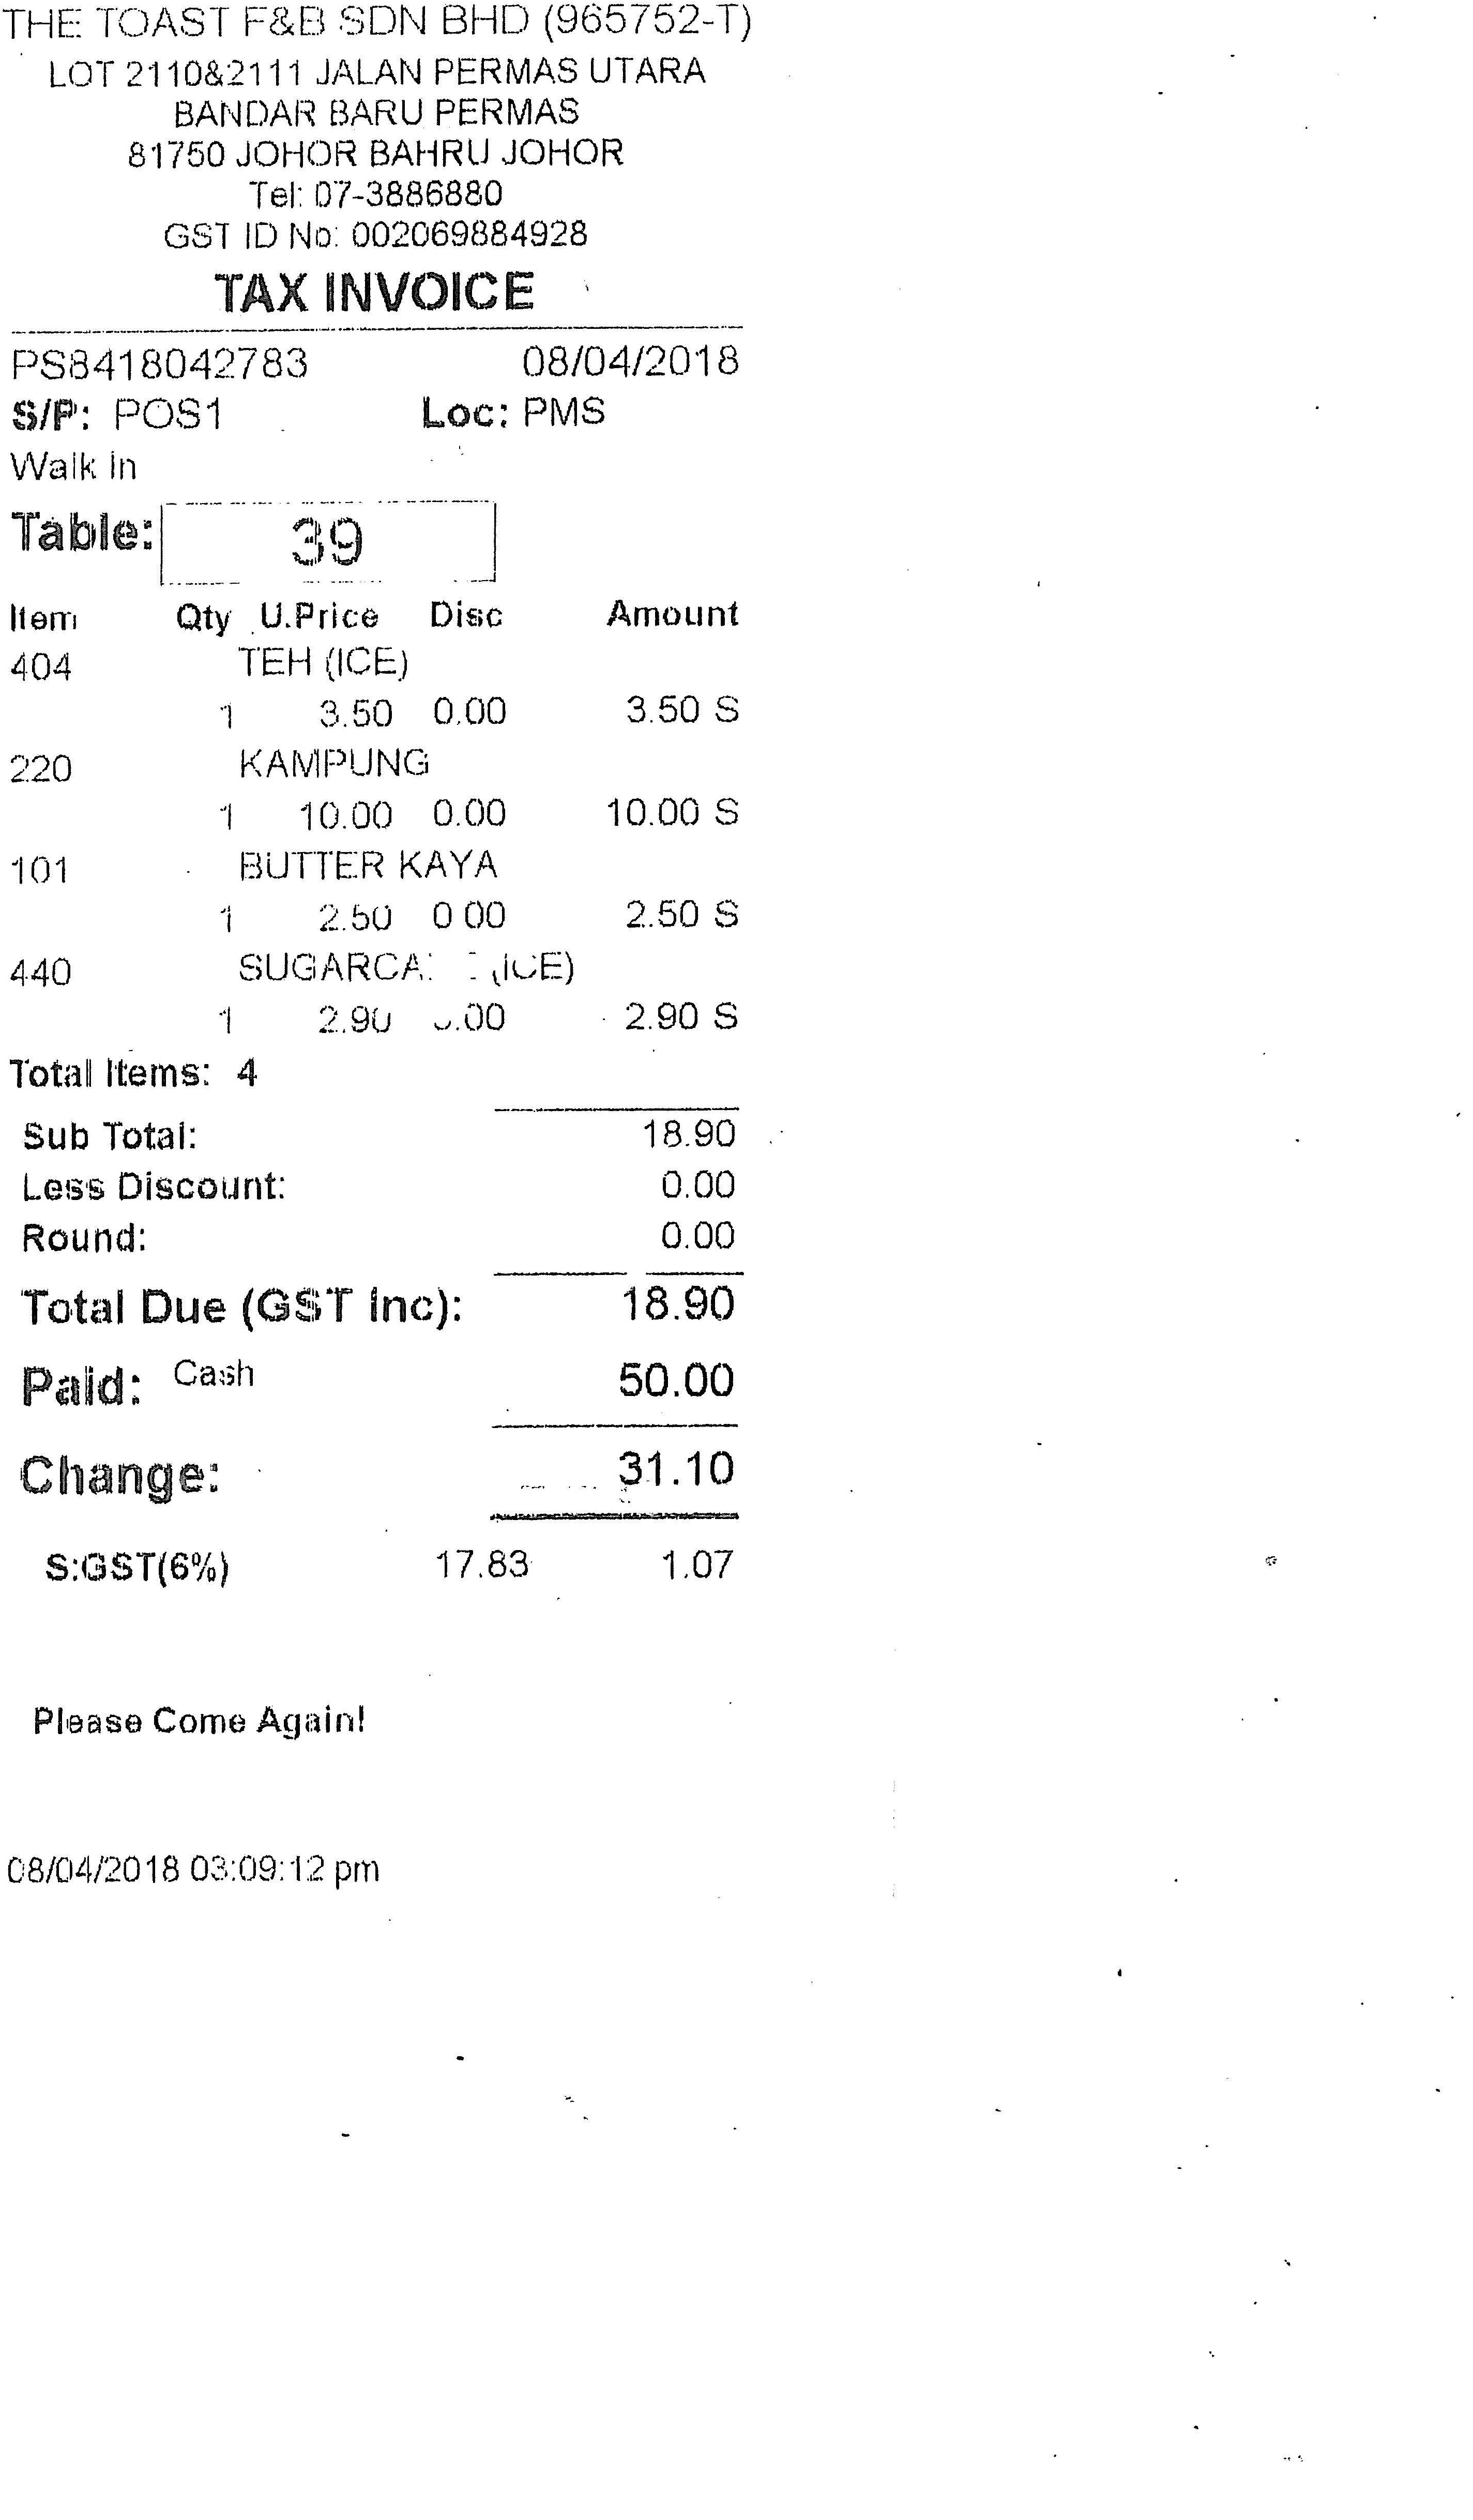 THE TOAST F&B SDN BHD (965752-T)
LOT 2110&2111 JALAN PERMAS UTARA
BANDAR BARU PERMAS
81750 JOHOR BAHRU JOHOR
Tel: 07-3886880
GST ID No: 002069884928
TAX INVOICE
PS8418042783 08/04/2018
S/P: POS1 Loc: PMS
Walk In
Table: 39
Item Qty U.Price Disc Amount
404 TEH (ICE)
1 3.50 0.00 3.50 S
220 KAMPUNG
1 10.00 0.00 10.00 S
101 BUTTER KAYA
1 2.50 0.00 2.50 S
440 (ICE)
1 2.90 0.00 2.90 S
Total Items: 4
Sub Total: 18.90
Less Discount: 0.00
Round: 0.00
Total Due (GST Inc): 18.90
Paid: Cash 50.00
Change: 31.10
S:GST(6%) 17.83 1.07
Please Come Again!
08/04/2018 03:09:12 pm